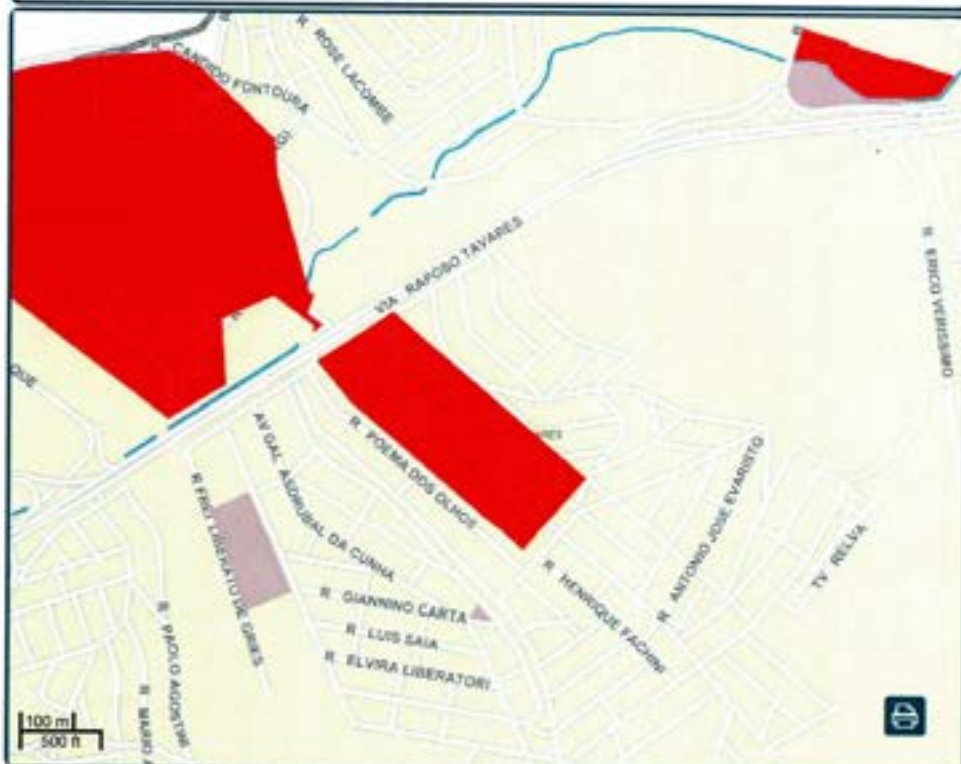 R CANDIDO FONTOURA
R ROSE LACOMBE
VIA RAPOSO TAVARES
R ERICO VERISSIMO
QUE
R POEMA DOS OLHOS
AV GAL ASDRUBAL DA CUNHA
R FREI LIBERATO DE GRIES
R ANTONIO JOSE EVARISTO
TV RELVA
R HENRIQUE FACHINI
R GIANNINO CARTA
R LUIS SAIA
R ELVIRA LIBERATORI
R PAOLO AGOSTINI
R MARIO
100 m
500 ft